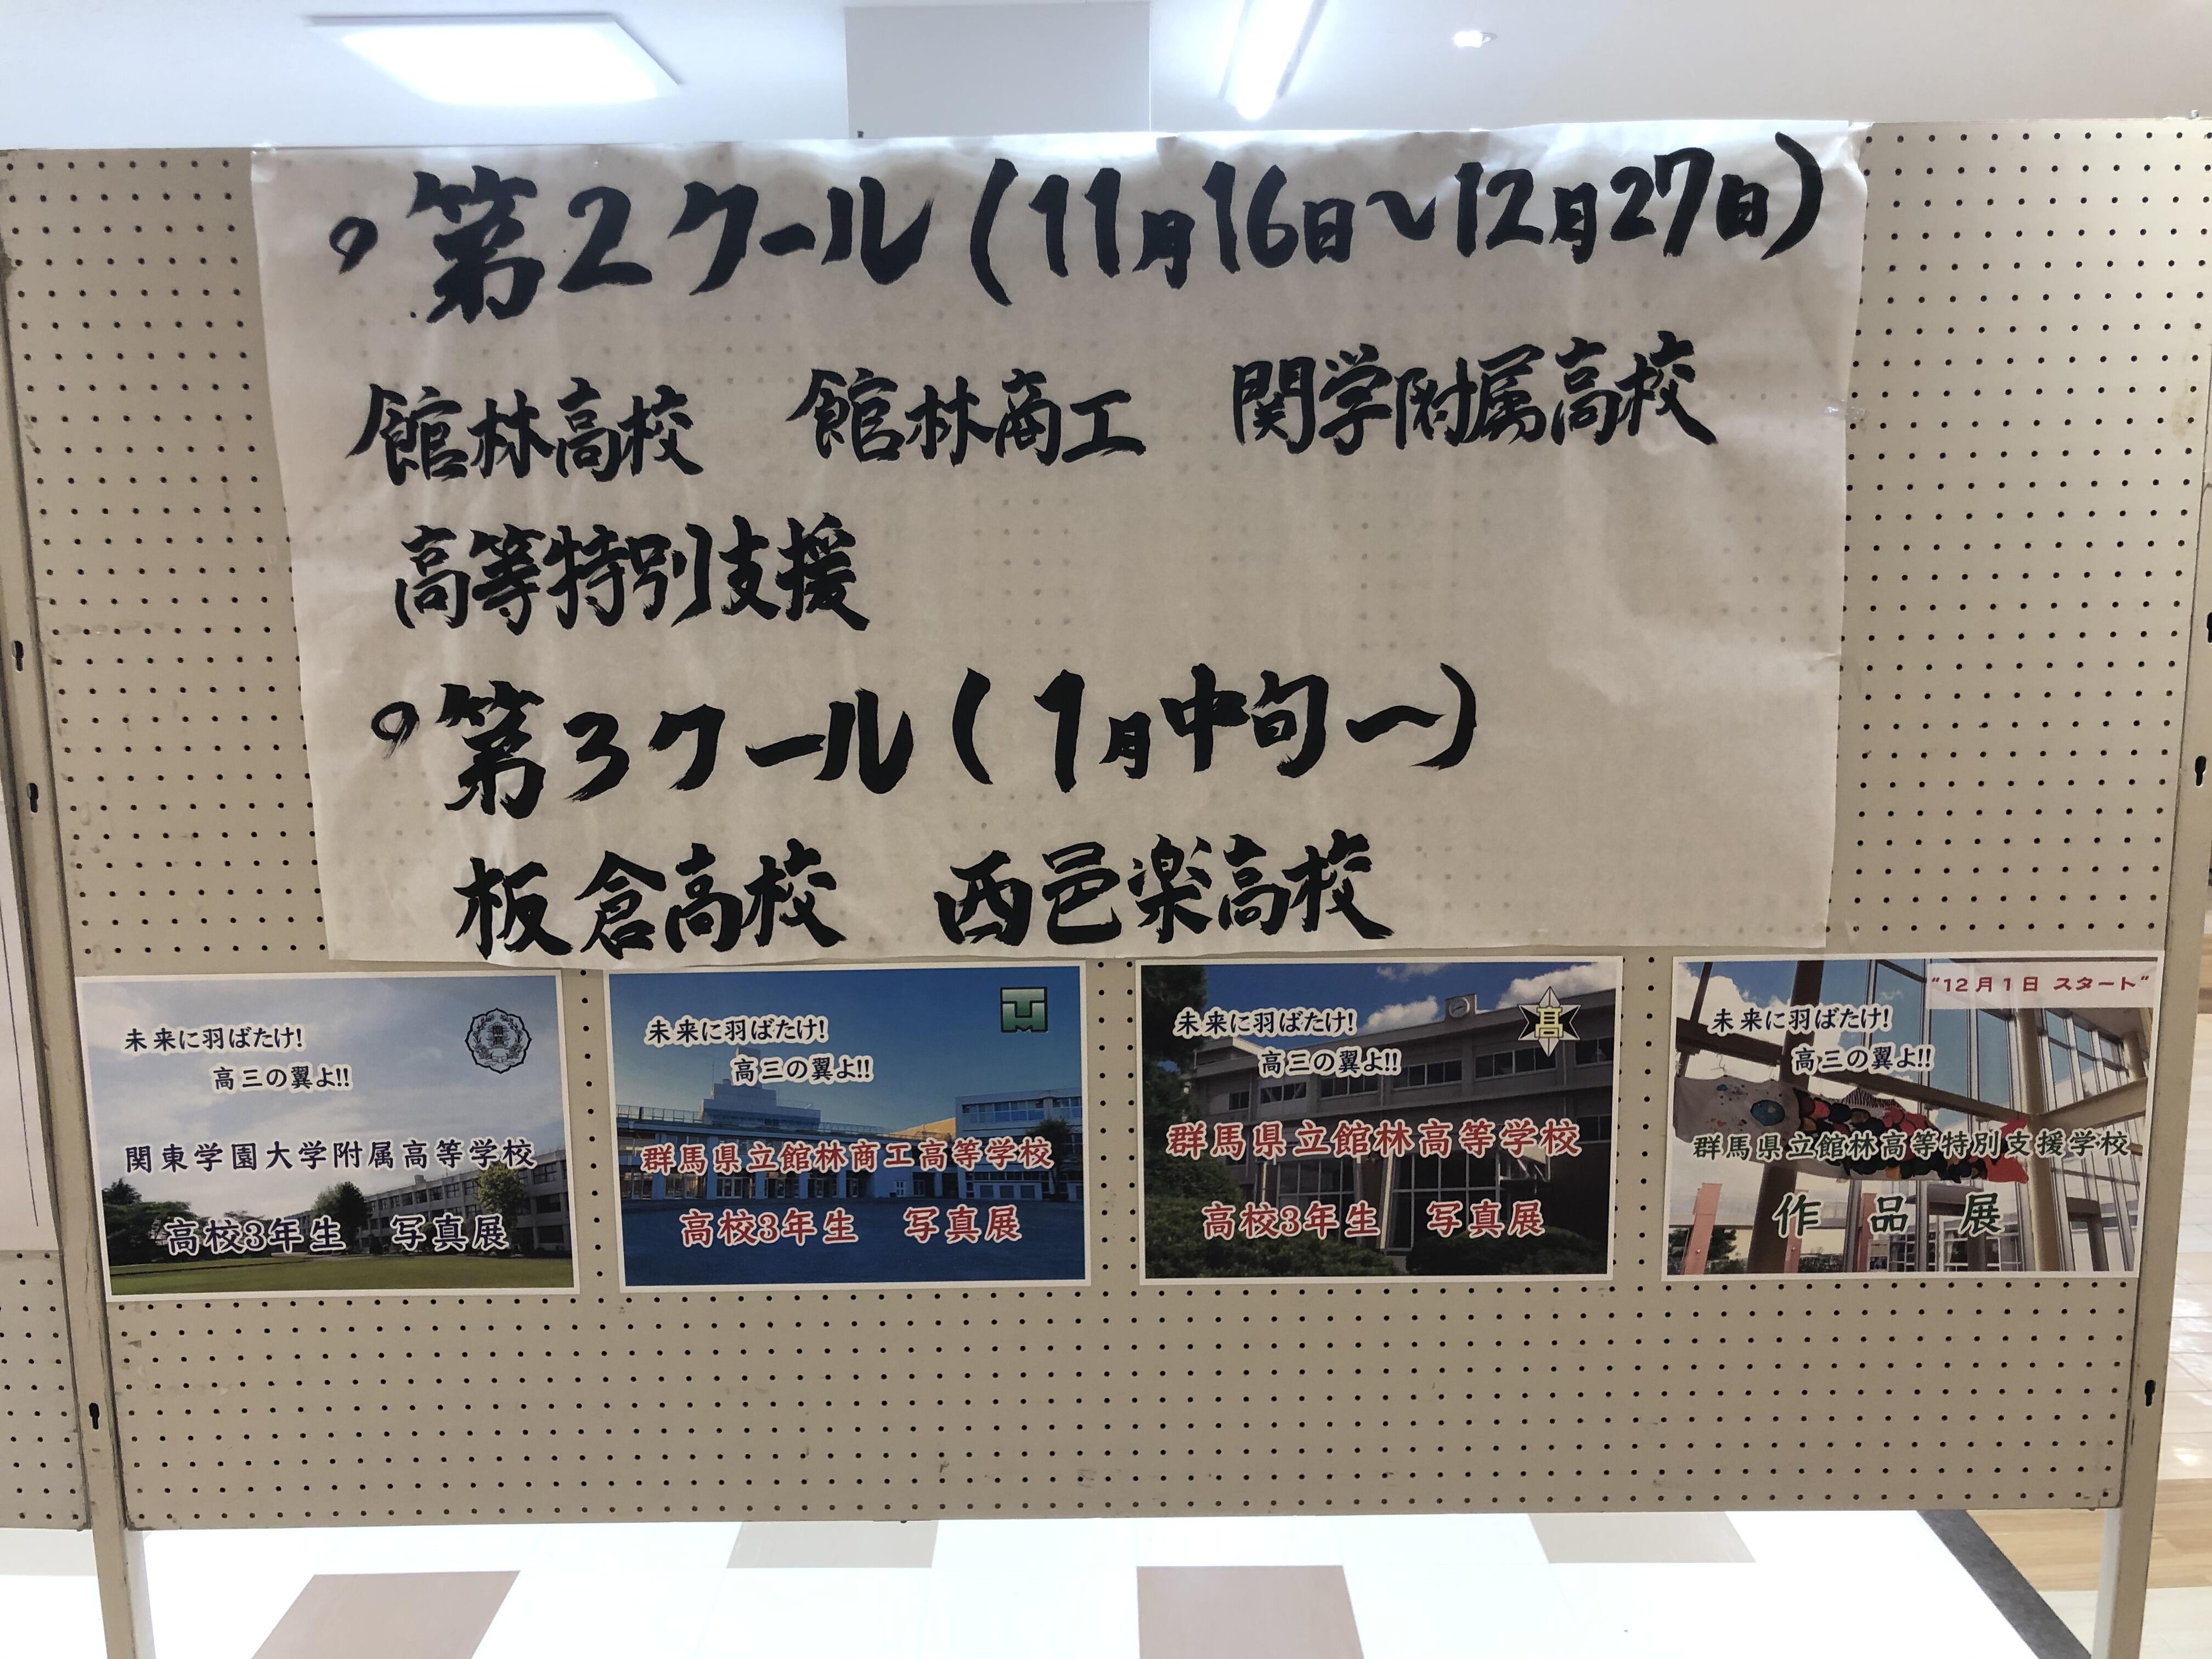 。第2クール(11月16日〜12月27日)
館林高校 館林商工 関学附属高校
高等特別支援
。第3クール(1月中旬〜)
板倉高校 西邑楽高校
未来に羽ばたけ!
高三の翼よ!!
関東学園大学附属高等学校
高校3年生 写真展
TM
未来に羽ばたけ!
高三の翼よ!!
群馬県立館林商工高等学校
高校3年生 写真展
高
未来に羽ばたけ!
高三の翼よ!!
群馬県立館林高等学校
高校3年生 写真展
"12月1日 スタート"
未来に羽ばたけ!
高三の翼よ!!
群馬県立館林高等特別支援学校
作品展